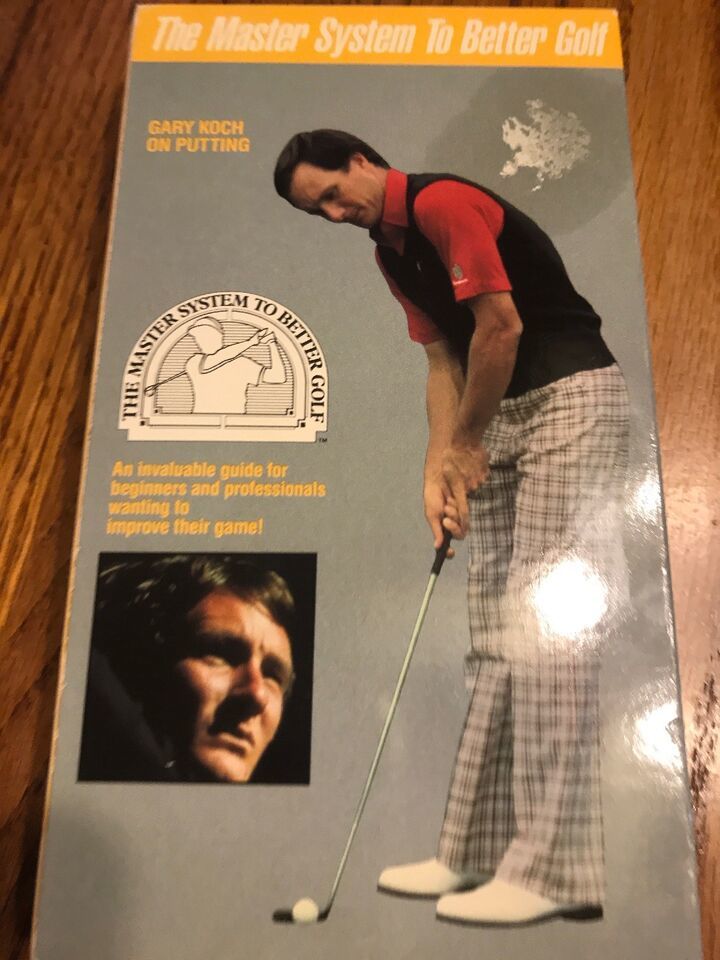 The Master System To Better Golf
GARY KOCH
ON PUTTING
THE MASTER SYSTEM TO BETTER GOLF
TM
An invaluable guide for
beginners and professionals
wanting to
improve their game!